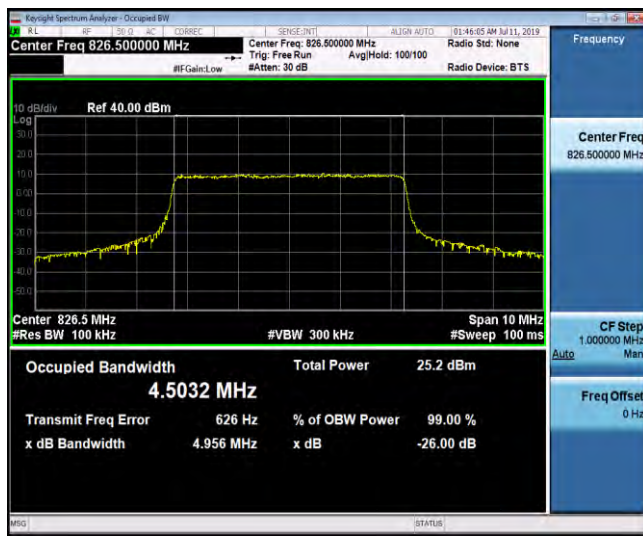 Keysight Spectrum Analyzer - Occupied BW
RL RF 50 Ω AC CORREC SENSE:INT ALIGN AUTO 01:46:05 AM Jul 11, 2019
Center Freq 826.500000 MHz
Center Freq: 826.500000 MHz
Radio Std: None
Trig: Free Run Avg|Hold: 100/100
#IFGain:Low #Atten: 30 dB Radio Device: BTS
10 dB/div Ref 40.00 dBm
Log
30.0
20.0
10.0
0.00
-10.0
-20.0
-30.0
-40.0
-50.0
Center 826.5 MHz Span 10 MHz
#Res BW 100 kHz #VBW 300 kHz #Sweep 100 ms
Occupied Bandwidth Total Power 25.2 dBm
4.5032 MHz
Transmit Freq Error 626 Hz % of OBW Power 99.00 %
x dB Bandwidth 4.956 MHz x dB -26.00 dB
Frequency
Center Freq
826.500000 MHz
CF Step
1.000000 MHz
Auto Man
Freq Offset
0 Hz
MSG STATUS